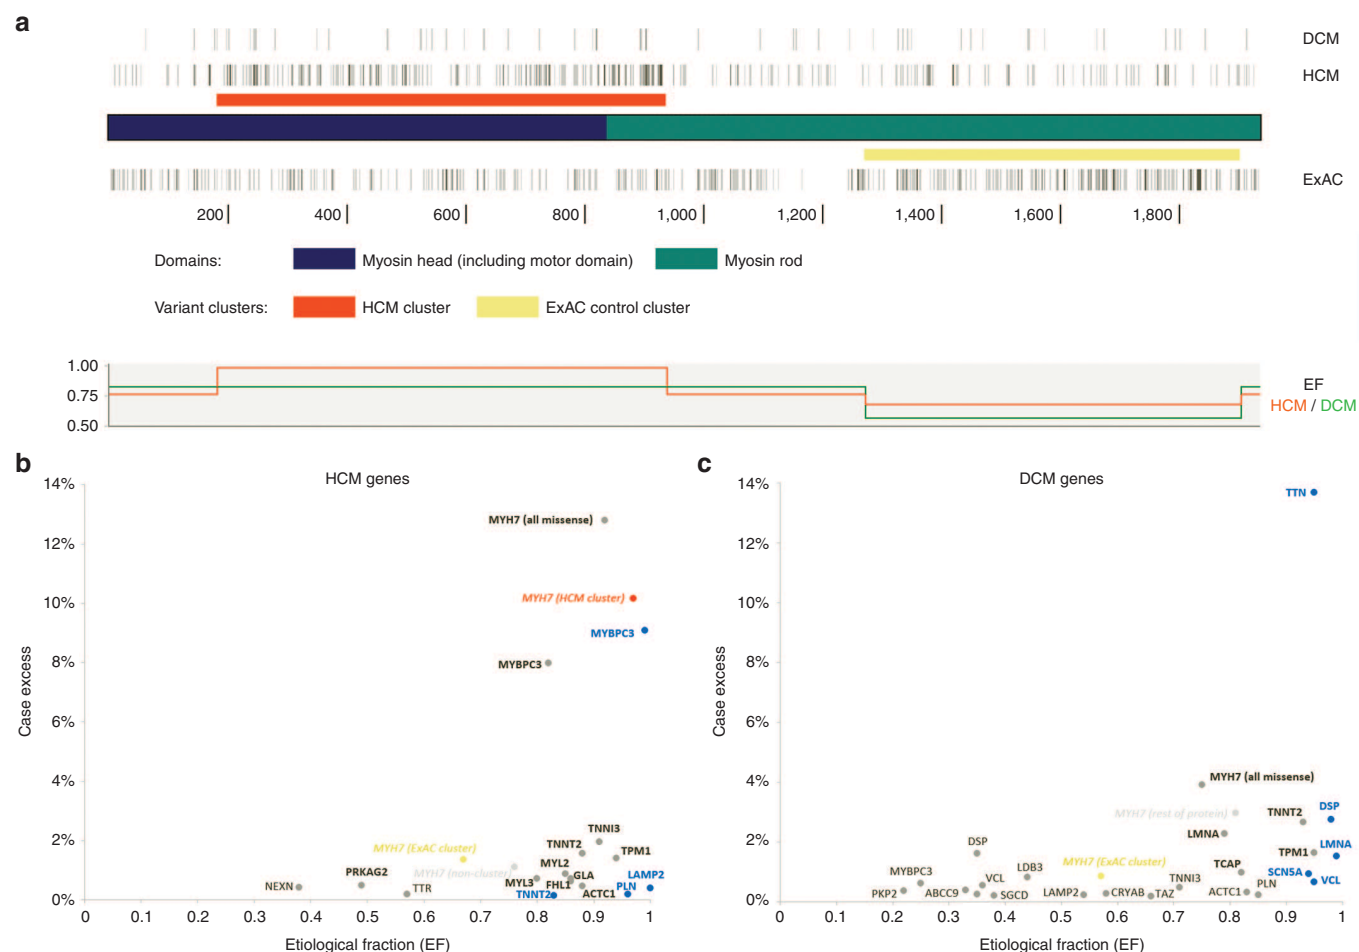 a
DCM
HCM
ExAC
200 400 600 800 1,000 1,200 1,400 1,600 1,800
Domains: Myosin head (including motor domain) Myosin rod
Variant clusters: HCM cluster ExAC control cluster
1.00
0.75
0.50
EF
HCM / DCM
b
HCM genes
14%
12%
10%
8%
6%
4%
2%
0%
Case excess
MYH7 (all missense)
MYH7 (HCM cluster)
MYBPC3
MYBPC3
TNNI3
TNNT2
TPM1
MYH7 (ExAC cluster)
MYL2
MYH7 (non-cluster)
PRKAG2
GLA
LAMP2
NEXN
TTR
MYL3
FHL1
PLN
TNNT2
ACTC1
0 0.1 0.2 0.3 0.4 0.5 0.6 0.7 0.8 0.9 1
Etiological fraction (EF)
c
DCM genes
14%
12%
10%
8%
6%
4%
2%
0%
Case excess
TTN
MYH7 (all missense)
DSP
MYH7 (rest of protein)
TNNT2
LMNA
DSP
LMNA
TPM1
MYH7 (ExAC cluster)
TCAP
LDB3
MYBPC3
VCL
TNNI3
SCN5A
VCL
PLN
PKP2
ABCC9
SGCD
LAMP2
CRYAB
TAZ
ACTC1
0 0.1 0.2 0.3 0.4 0.5 0.6 0.7 0.8 0.9 1
Etiological fraction (EF)